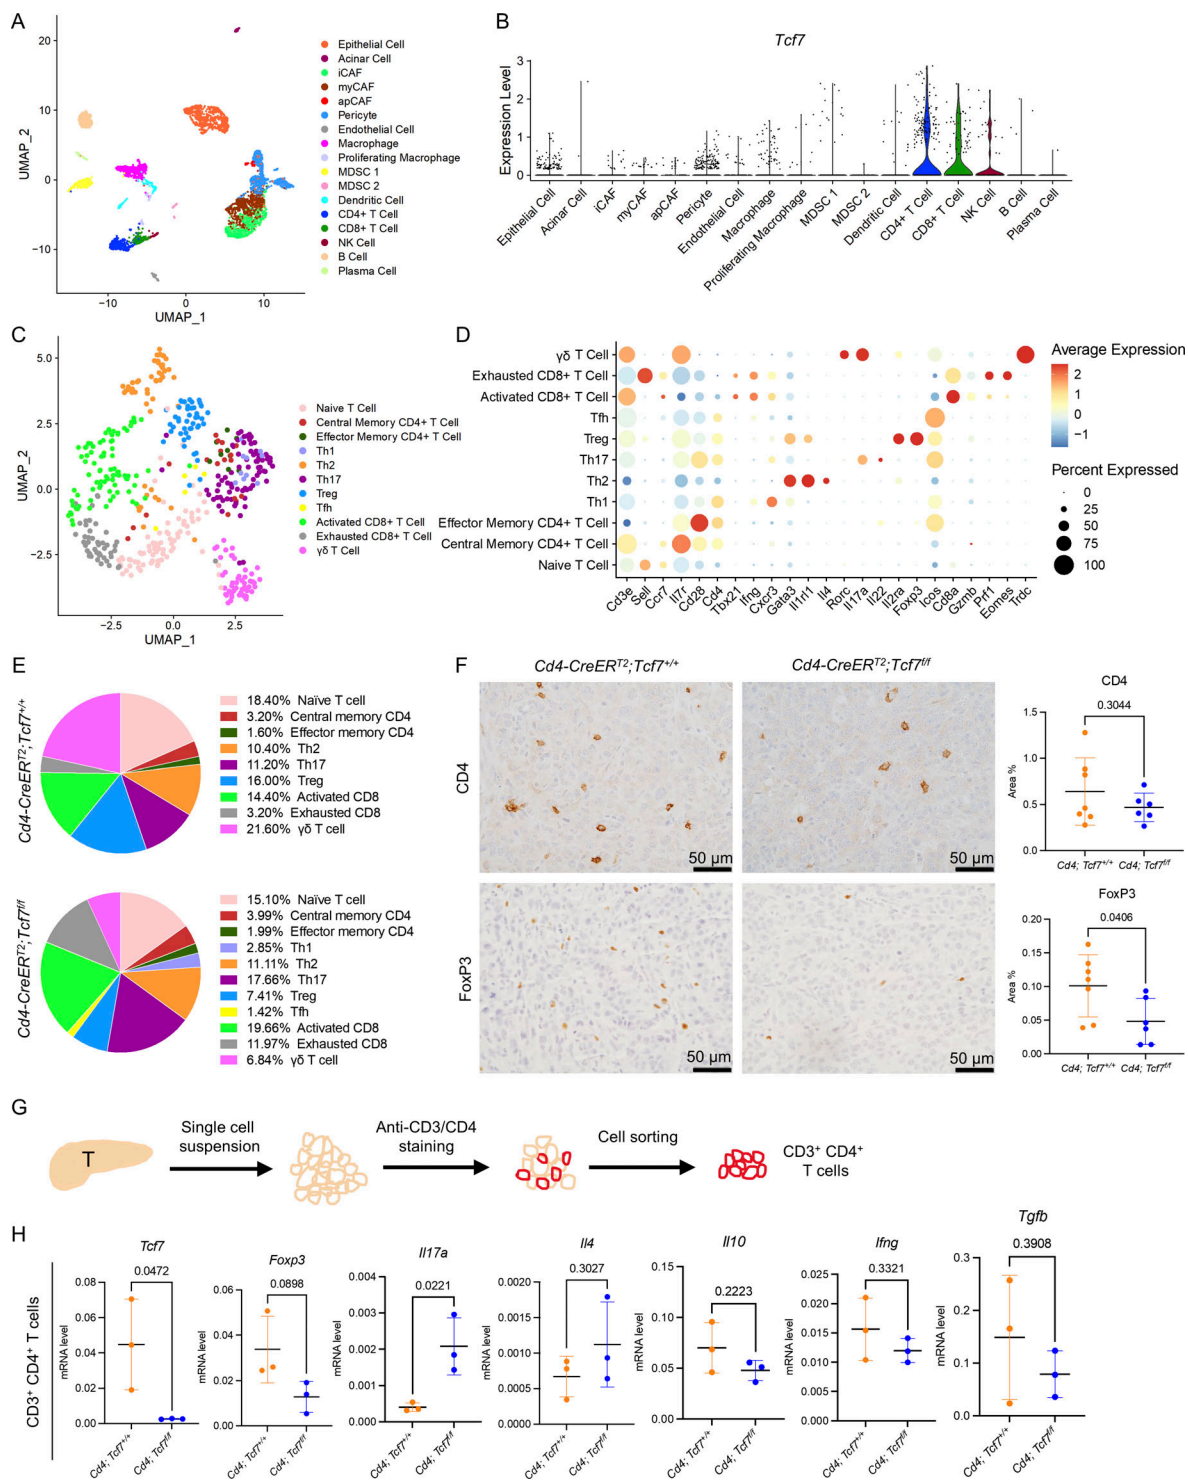 A
UMAP_2
20
10
0
−10
−10
0
10
UMAP_1
Epithelial Cell
Acinar Cell
iCAF
myCAF
apCAF
Pericyte
Endothelial Cell
Macrophage
Proliferating Macrophage
MDSC 1
MDSC 2
Dendritic Cell
CD4+ T Cell
CD8+ T Cell
NK Cell
B Cell
Plasma Cell
B
Tcf7
Expression Level
3
2
1
0
Epithelial Cell
Acinar Cell
iCAF
myCAF
apCAF
Pericyte
Endothelial Cell
Macrophage
Proliferating Macrophage
MDSC 1
MDSC 2
Dendritic Cell
CD4+ T Cell
CD8+ T Cell
NK Cell
B Cell
Plasma Cell
C
UMAP_2
5.0
2.5
0.0
−2.5
−2.5
0.0
2.5
UMAP_1
Naive T Cell
Central Memory CD4+ T Cell
Effector Memory CD4+ T Cell
Th1
Th2
Th17
Treg
Tfh
Activated CD8+ T Cell
Exhausted CD8+ T Cell
γδ T Cell
D
γδ T Cell
Exhausted CD8+ T Cell
Activated CD8+ T Cell
Tfh
Treg
Th17
Th2
Th1
Effector Memory CD4+ T Cell
Central Memory CD4+ T Cell
Naive T Cell
Cd3e
Sell
Ccr7
Il7r
Cd28
Cd4
Tbx21
Ifng
Cxcr3
Gata3
Il1rl1
Il4
Rorc
Il17a
Il22
Il2ra
Foxp3
Icos
Cd8a
Gzmb
Prf1
Eomes
Trdc
Average Expression
2
1
0
−1
Percent Expressed
0
25
50
75
100
E
Cd4-CreERT2;Tcf7+/+
18.40% Naïve T cell
3.20% Central memory CD4
1.60% Effector memory CD4
10.40% Th2
11.20% Th17
16.00% Treg
14.40% Activated CD8
3.20% Exhausted CD8
21.60% γδ T cell
Cd4-CreERT2;Tcf7f/f
15.10% Naïve T cell
3.99% Central memory CD4
1.99% Effector memory CD4
2.85% Th1
11.11% Th2
17.66% Th17
7.41% Treg
1.42% Tfh
19.66% Activated CD8
11.97% Exhausted CD8
6.84% γδ T cell
F
Cd4-CreERT2;Tcf7+/+
Cd4-CreERT2;Tcf7f/f
CD4
50 µm
50 µm
CD4
0.3044
Area %
1.5
1.0
0.5
0.0
Cd4; Tcf7+/+
Cd4; Tcf7f/f
FoxP3
50 µm
50 µm
FoxP3
0.0406
Area %
0.20
0.15
0.10
0.05
0.00
Cd4; Tcf7+/+
Cd4; Tcf7f/f
G
T
Single cell
suspension
Anti-CD3/CD4
staining
Cell sorting
CD3+ CD4+
T cells
H
CD3+ CD4+ T cells
Tcf7
0.0472
mRNA level
0.08
0.06
0.04
0.02
0.00
Cd4; Tcf7+/+
Cd4; Tcf7f/f
Foxp3
0.0898
mRNA level
0.06
0.04
0.02
0.00
Cd4; Tcf7+/+
Cd4; Tcf7f/f
Il17a
0.0221
mRNA level
0.004
0.003
0.002
0.001
0.000
Cd4; Tcf7+/+
Cd4; Tcf7f/f
Il4
0.3027
mRNA level
0.0020
0.0015
0.0010
0.0005
0.0000
Cd4; Tcf7+/+
Cd4; Tcf7f/f
Il10
0.2223
mRNA level
0.15
0.10
0.05
0.00
Cd4; Tcf7+/+
Cd4; Tcf7f/f
Ifng
0.3321
mRNA level
0.025
0.020
0.015
0.010
0.005
0.000
Cd4; Tcf7+/+
Cd4; Tcf7f/f
Tgfb
0.3908
mRNA level
0.3
0.2
0.1
0.0
Cd4; Tcf7+/+
Cd4; Tcf7f/f